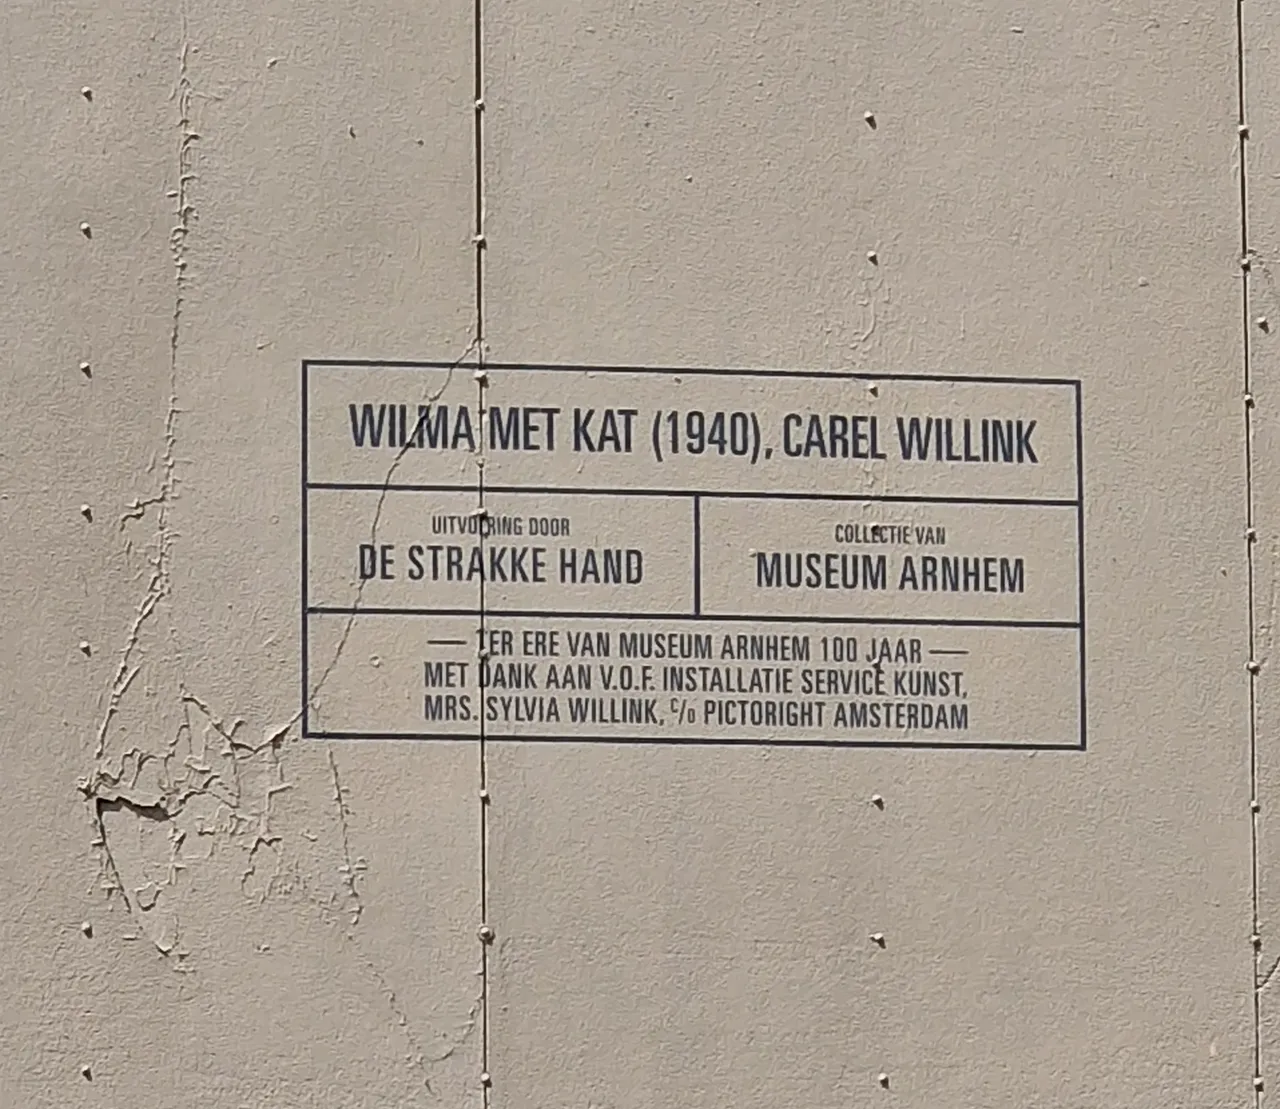 WILMA MET KAT (1940), CAREL WILLINK
UITVOERING DOOR
DE STRAKKE HAND
COLLECTIE VAN
MUSEUM ARNHEM
— TER ERE VAN MUSEUM ARNHEM 100 JAAR —
MET DANK AAN V.O.F. INSTALLATIE SERVICE KUNST,
MRS. SYLVIA WILLINK, C/O PICTORIGHT AMSTERDAM